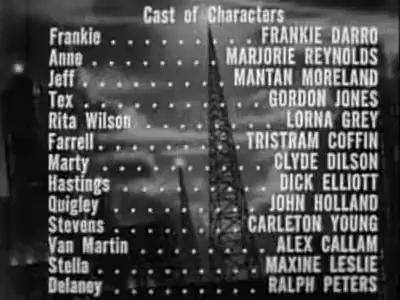 Cast of Characters
Frankie . . . . . . . . . . FRANKIE DARRO
Anne . . . . . . . . MARJORIE REYNOLDS
Jeff . . . . . . . . . MANTAN MORELAND
Tex . . . . . . . . . . . GORDON JONES
Rita Wilson . . . . . . . . LORNA GREY
Farrell . . . . . . . . . TRISTRAM COFFIN
Marty . . . . . . . . . . CLYDE DILSON
Hastings . . . . . . . . . DICK ELLIOTT
Quigley . . . . . . . . . JOHN HOLLAND
Stevens . . . . . . . . CARLETON YOUNG
Van Martin . . . . . . . . ALEX CALLAM
Stella . . . . . . . . . . MAXINE LESLIE
Delaney . . . . . . . . . RALPH PETERS